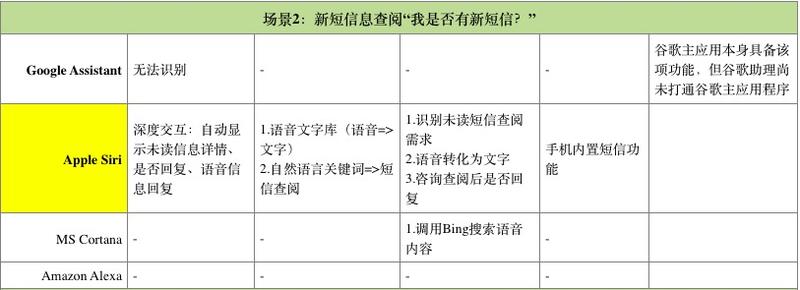 场景2：新短信息查阅“我是否有新短信？”
Google Assistant
无法识别
-
-
-
谷歌主应用本身具备该
项功能，但谷歌助理尚
未打通谷歌主应用程序
Apple Siri
深度交互：自动显
示未读信息详情、
是否回复、语音信
息回复
1.语音文字库（语音=>
文字）
2.自然语言关键词=>短
信查阅
1.识别未读短信查阅
需求
2.语音转化为文字
3.咨询查阅后是否回
复
手机内置短信功
能
MS Cortana
-
-
1.调用Bing搜索语音
内容
-
Amazon Alexa
-
-
-
-